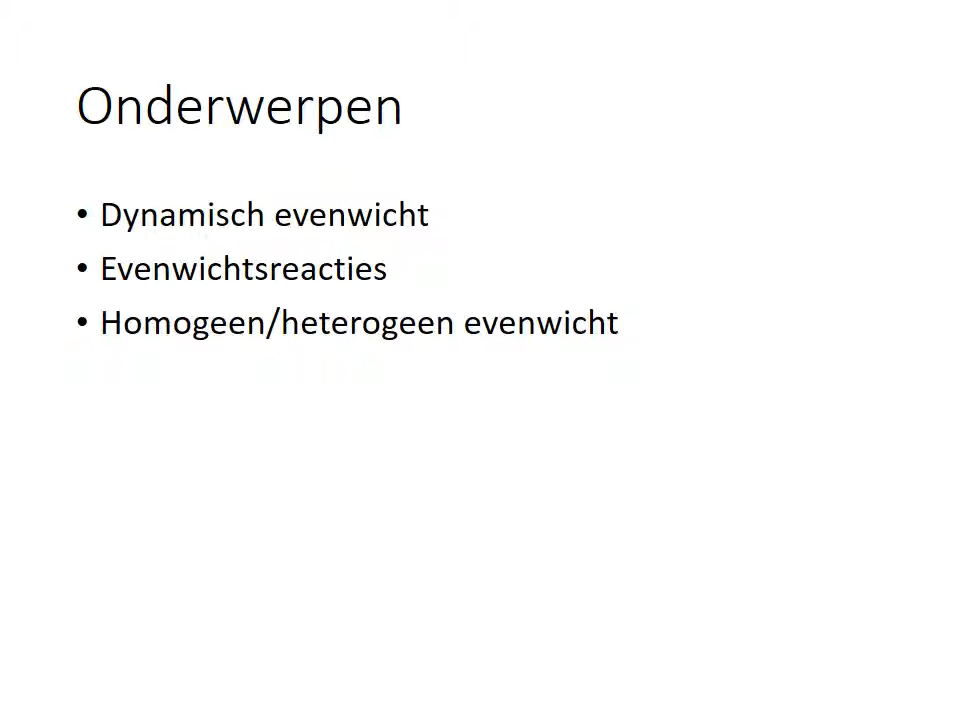 Onderwerpen
• Dynamisch evenwicht
• Evenwichtsreacties
• Homogeen/heterogeen evenwicht